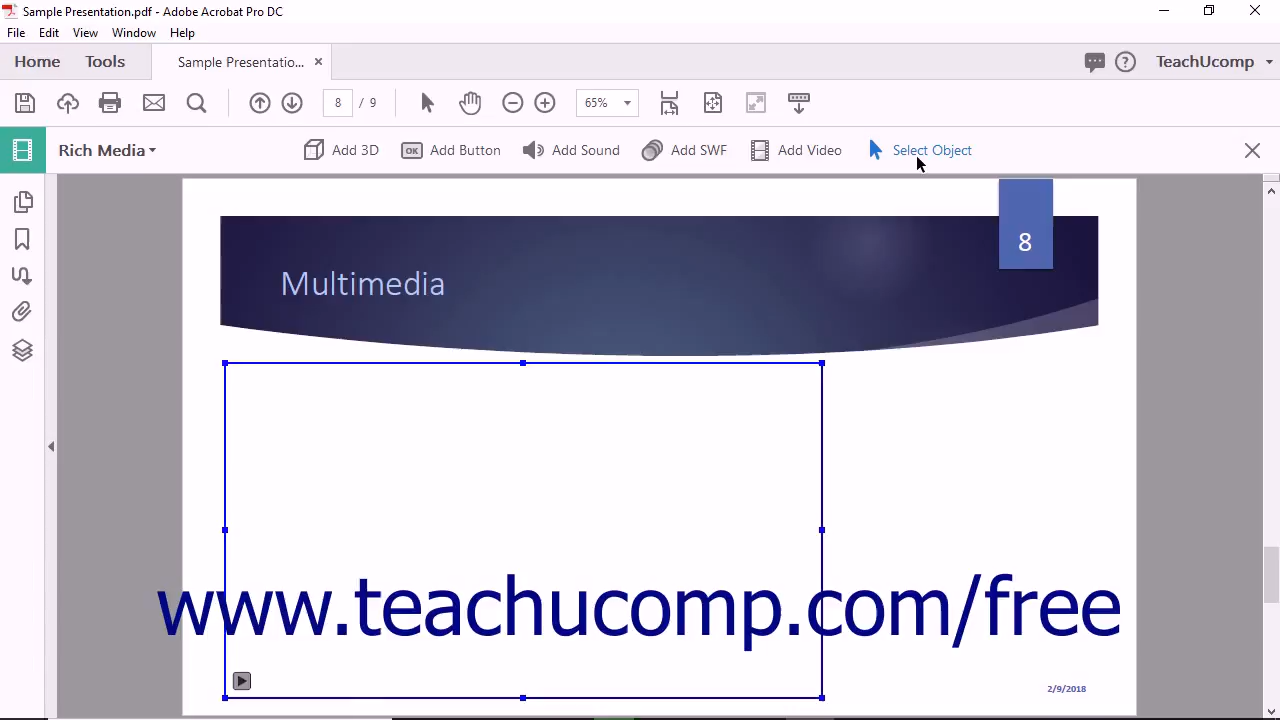 Sample Presentation.pdf - Adobe Acrobat Pro DC
File Edit View Window Help
Home Tools Sample Presentatio... TeachUcomp
8 / 9 65%
Rich Media Add 3D OK Add Button Add Sound Add SWF Add Video Select Object
8
Multimedia
www.teachucomp.com/free
2/9/2018